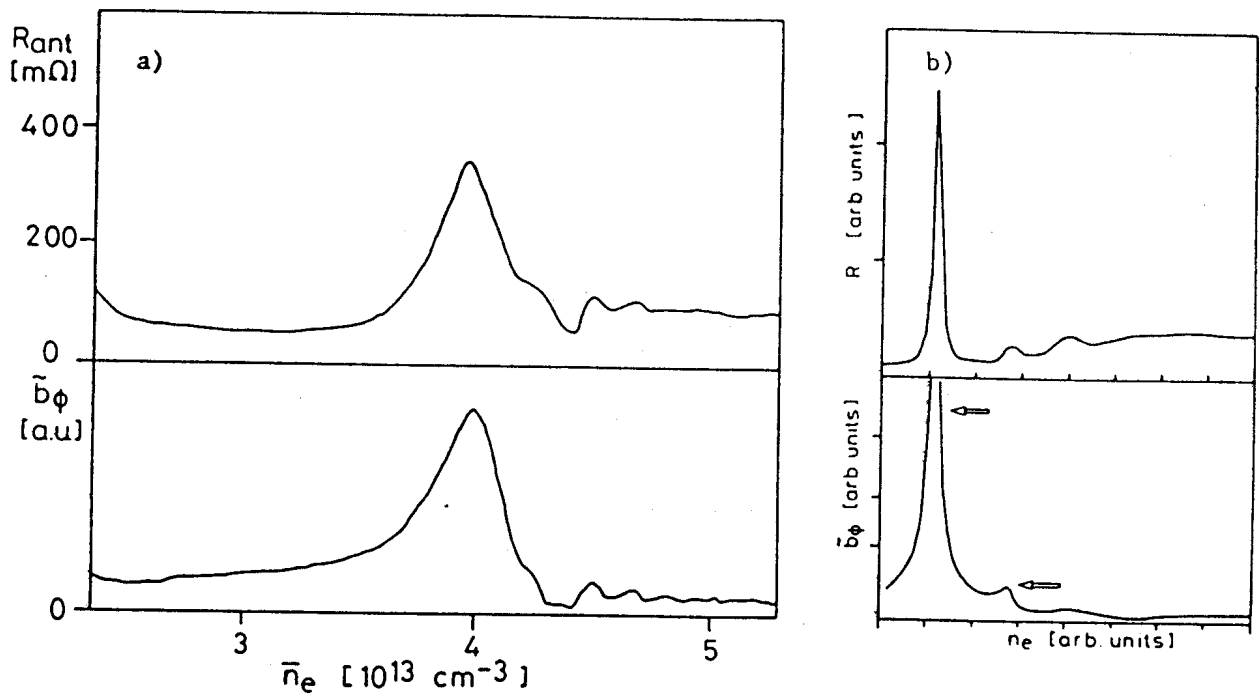 a)
Rant
[mΩ]
400
200
0
b̃ϕ
[a.u]
0
3
4
5
n̄e [10¹³ cm⁻³]
b)
R [arb units]
b̃ϕ [arb units]
ne [arb. units]